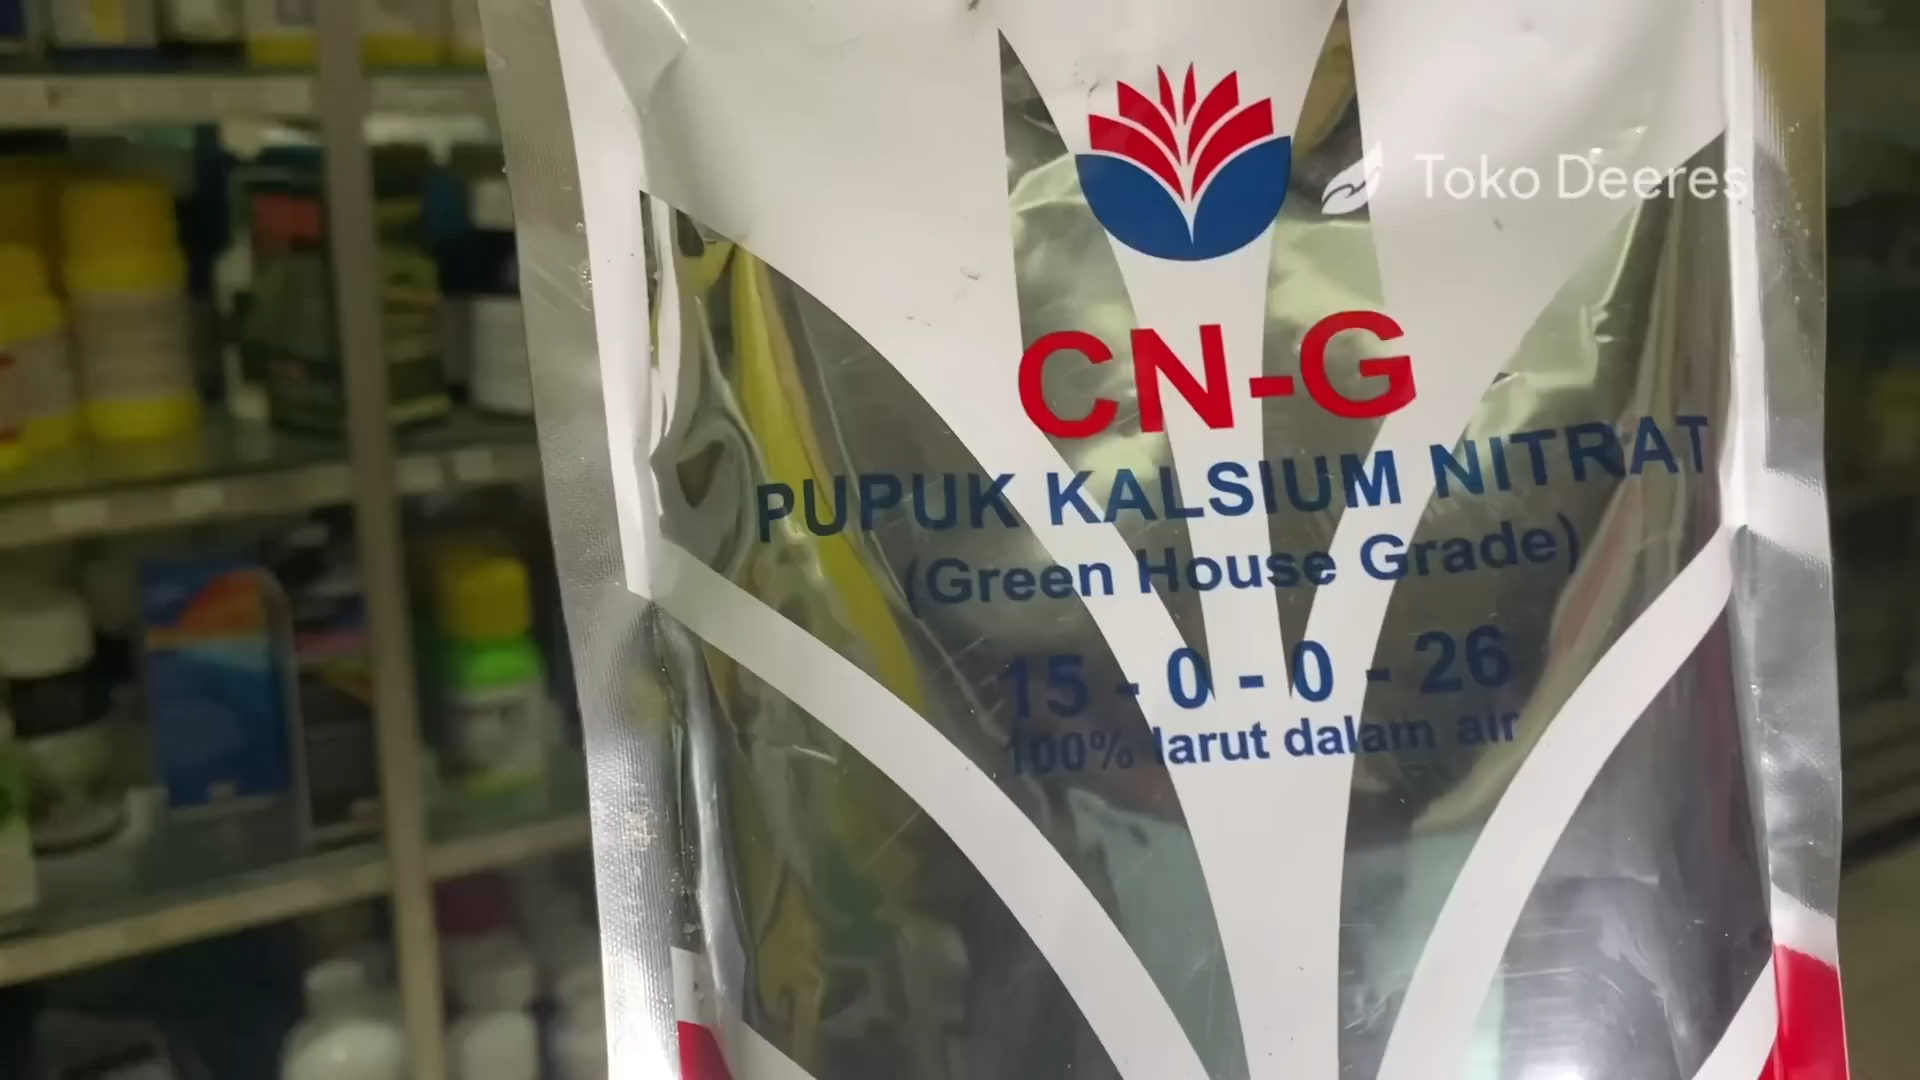 Toko Deeres
CN-G
PUPUK KALSIUM NITRAT
(Green House Grade)
15 - 0 - 0 - 26
100% larut dalam air